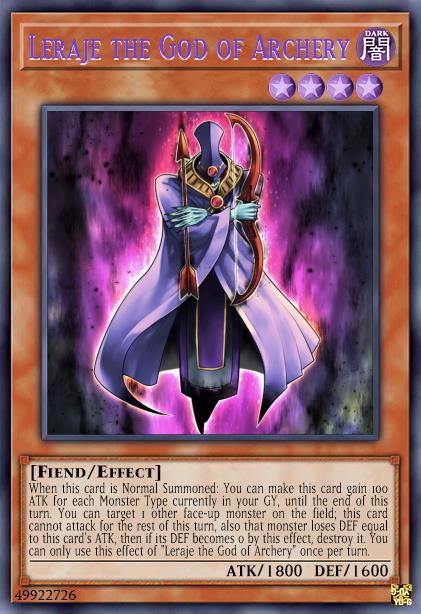 Leraje the God of Archery
DARK
闇
[Fiend/Effect]
When this card is Normal Summoned: You can make this card gain 100
ATK for each Monster Type currently in your GY, until the end of this
turn. You can target 1 other face-up monster on the field; this card
cannot attack for the rest of this turn, also that monster loses DEF equal
to this card's ATK, then if its DEF becomes 0 by this effect, destroy it. You
can only use this effect of "Leraje the God of Archery" once per turn.
ATK/1800 DEF/1600
49922726